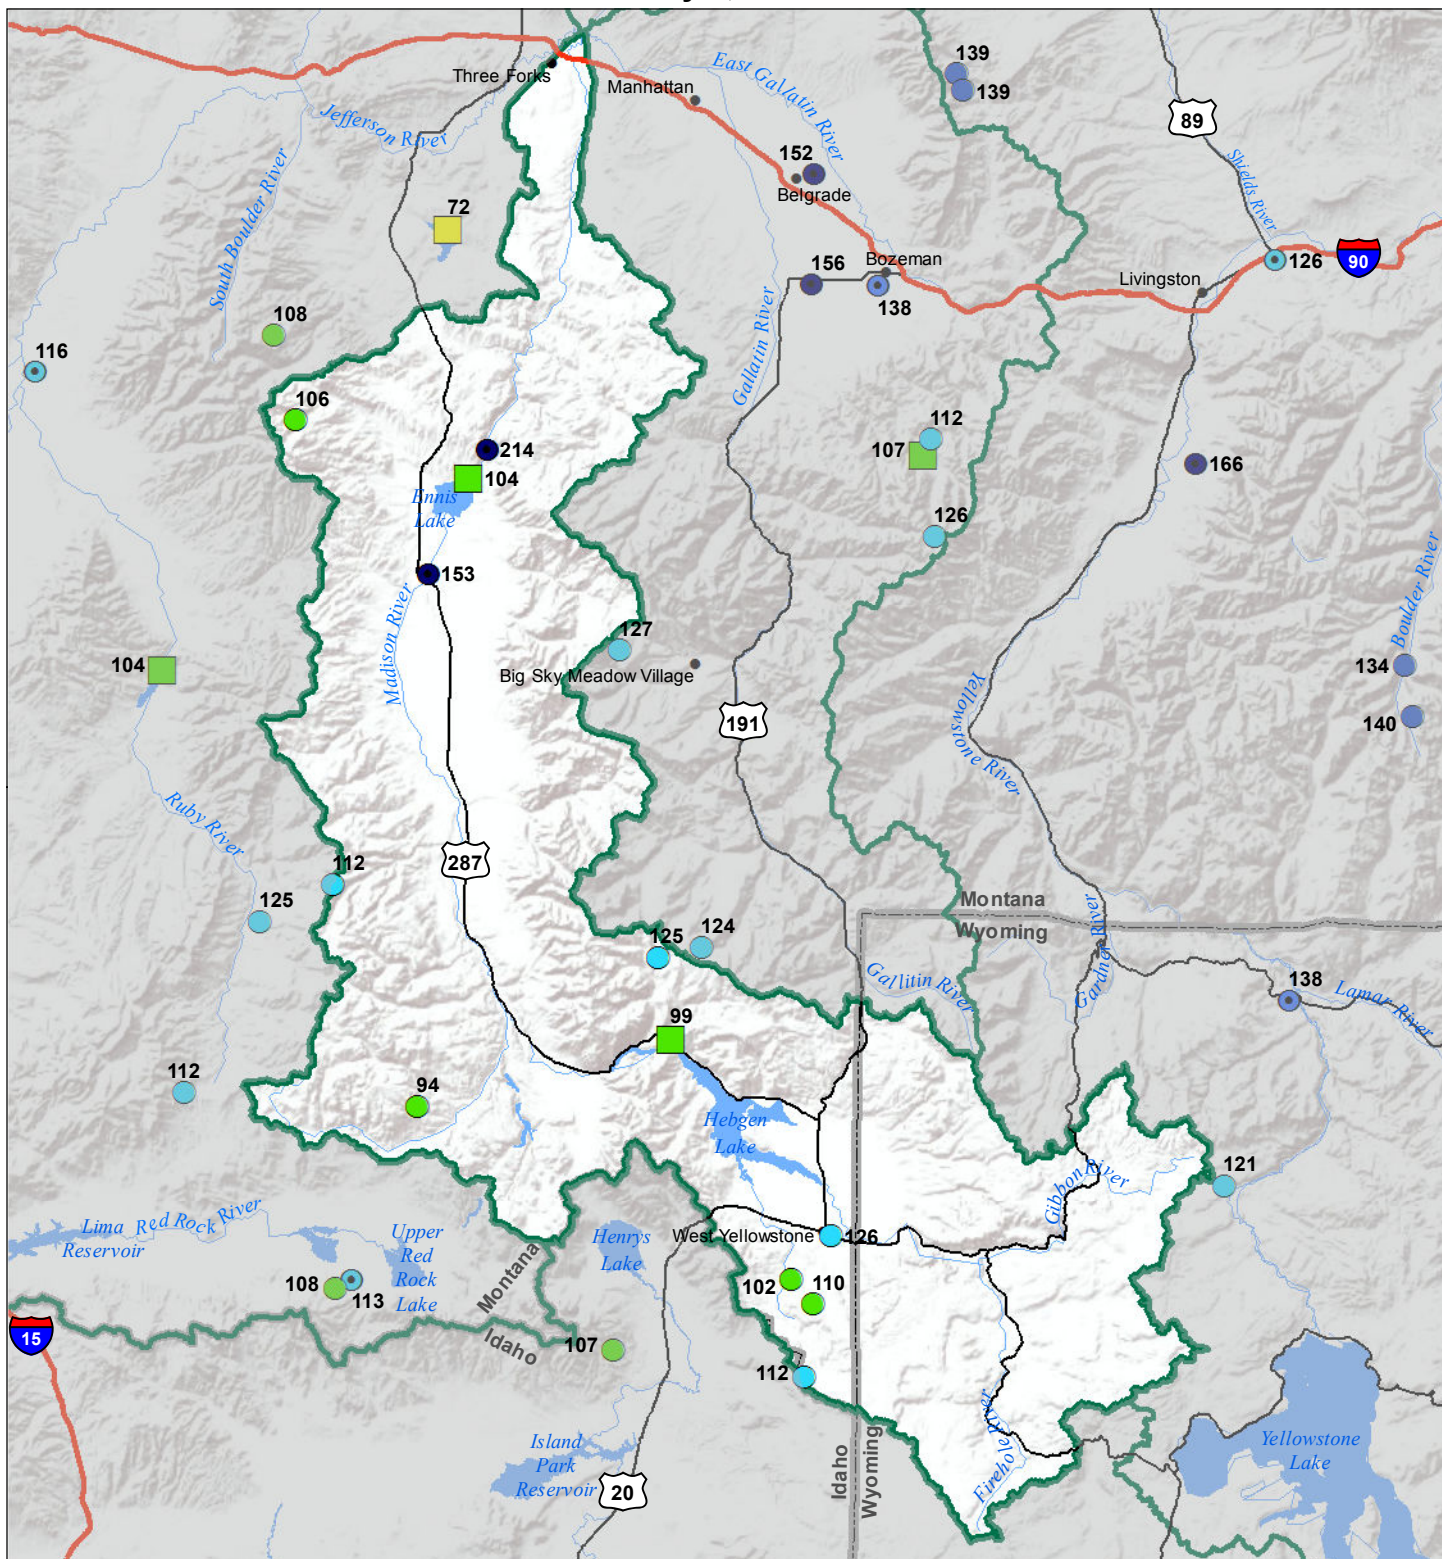 139
Three Forks
East Gallatin River
Manhattan
139
Jefferson River
89
152
Shields River
South Boulder River
Belgrade
72
Bozeman
126
90
156
Livingston
138
108
Gallatin River
116
106
112
214
107
166
104
Ennis
Lake
126
Boulder River
153
Madison River
127
104
134
Big Sky Meadow Village
Yellowstone River
140
191
Ruby River
112
287
Montana
Wyoming
125
124
125
Gardner River
Gallitin River
138
Lamar River
99
112
94
Hebgen
Lake
121
Gibbon River
Lima
Reservoir
Red Rock River
Upper
Red
Rock
Lake
Henrys
Lake
West Yellowstone
126
Montana
108
113
102
110
15
Idaho
107
112
Firehole River
Island
Park
Reservoir
Yellowstone
Lake
Idaho
Wyoming
20